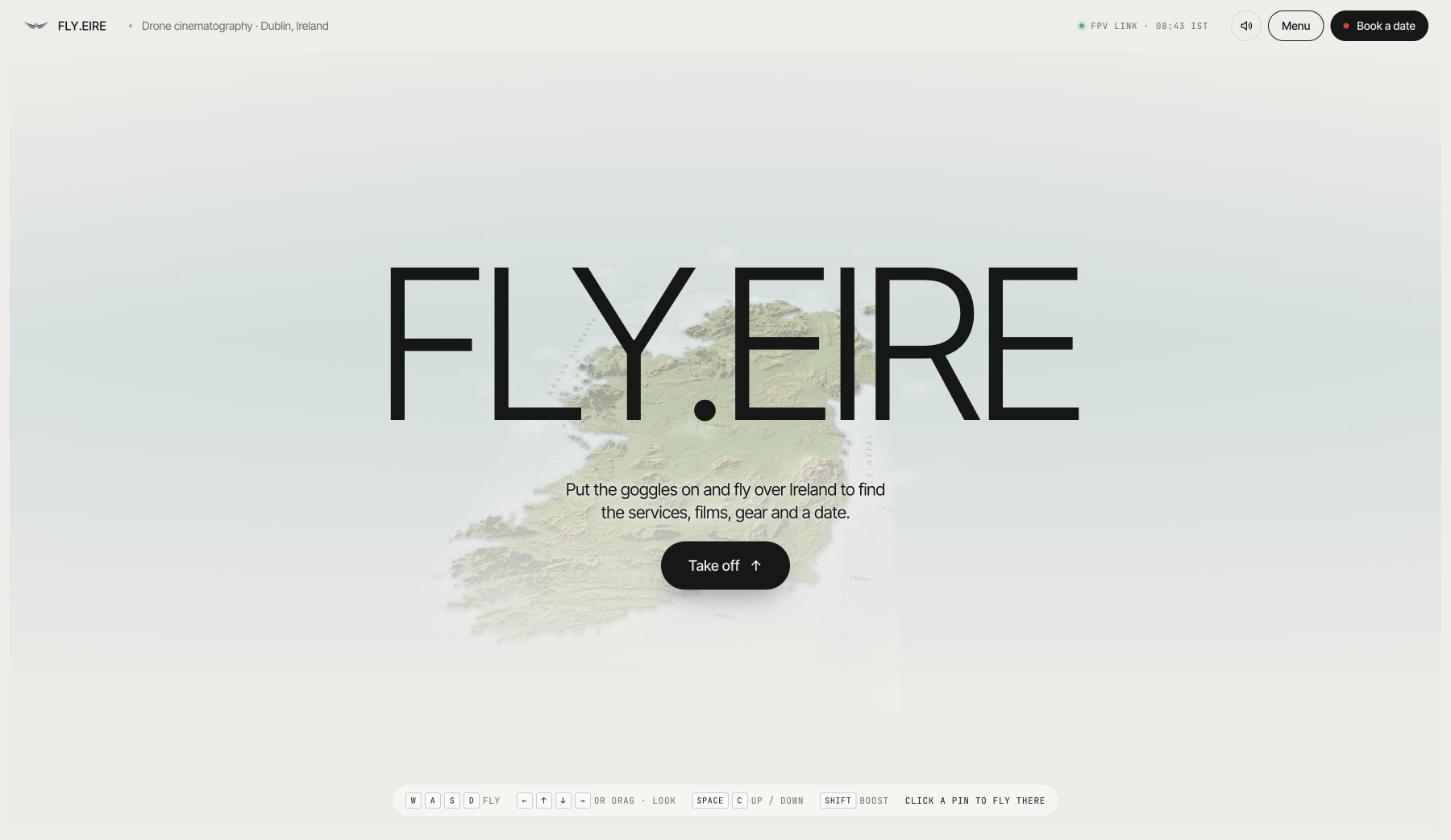 FLY.EIRE
Drone cinematography · Dublin, Ireland
FPV LINK · 08:43 IST
Menu
Book a date
FLY.EIRE
Put the goggles on and fly over Ireland to find
the services, films, gear and a date.
Take off ↑
W A S D FLY ← ↑ ↓ → OR DRAG · LOOK SPACE C UP / DOWN SHIFT BOOST CLICK A PIN TO FLY THERE